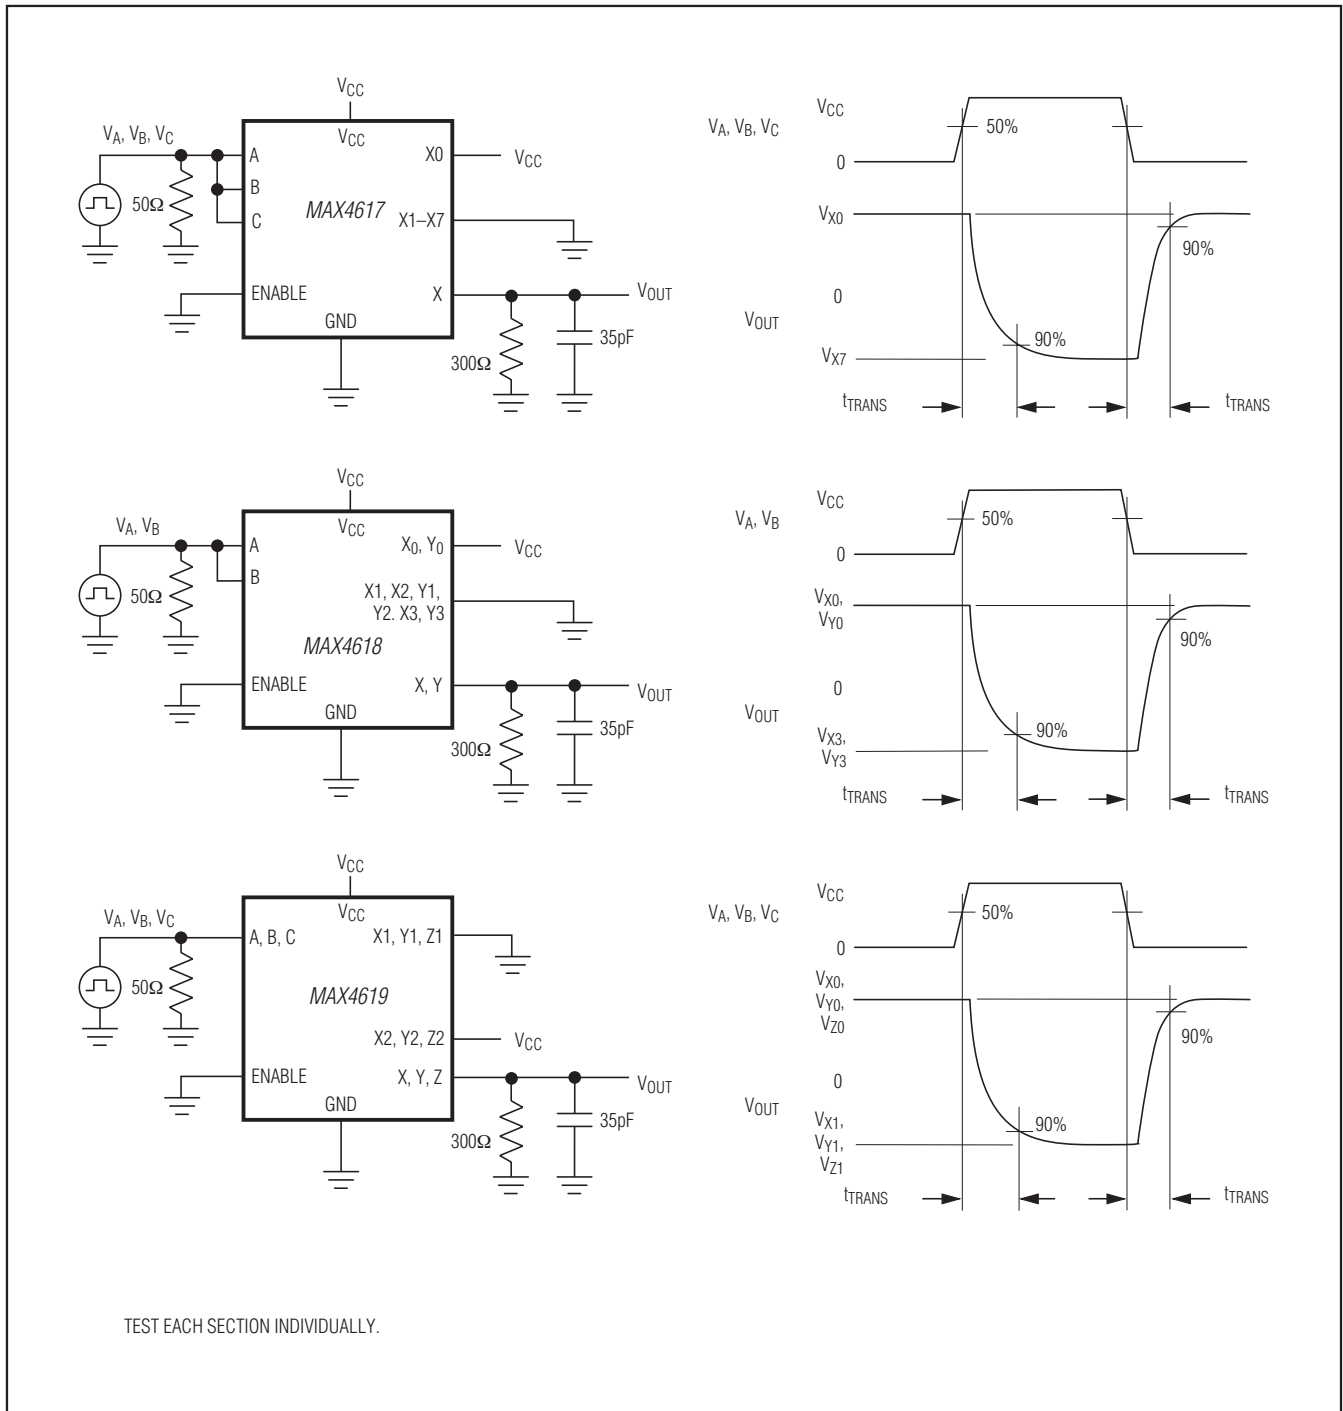 VCC
VA, VB, VC
VCC
A
X0
VCC
B
50Ω
MAX4617
C
X1–X7
ENABLE
X
VOUT
GND
35pF
300Ω
VCC
VA, VB, VC
50%
0
VX0
90%
0
VOUT
90%
VX7
tTRANS
tTRANS
VCC
VA, VB
VCC
A
X0, Y0
VCC
B
50Ω
X1, X2, Y1,
Y2. X3, Y3
MAX4618
ENABLE
X, Y
VOUT
GND
35pF
300Ω
VCC
VA, VB
50%
0
VX0,
VY0
90%
0
VOUT
VX3,
VY3
90%
tTRANS
tTRANS
VCC
VA, VB, VC
VCC
A, B, C
X1, Y1, Z1
50Ω
MAX4619
X2, Y2, Z2
VCC
ENABLE
X, Y, Z
VOUT
GND
35pF
300Ω
VCC
VA, VB, VC
50%
0
VX0,
VY0,
VZ0
90%
0
VOUT
VX1,
VY1,
VZ1
90%
tTRANS
tTRANS
TEST EACH SECTION INDIVIDUALLY.